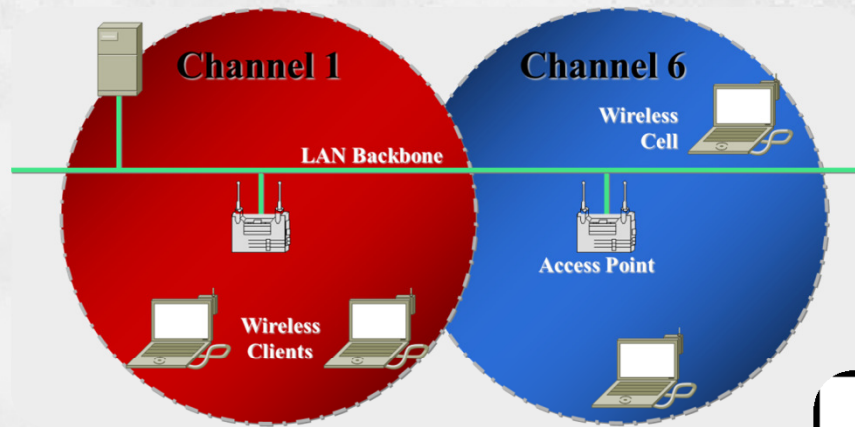 Channel 1
Channel 6
Wireless
Cell
LAN Backbone
Access Point
Wireless
Clients